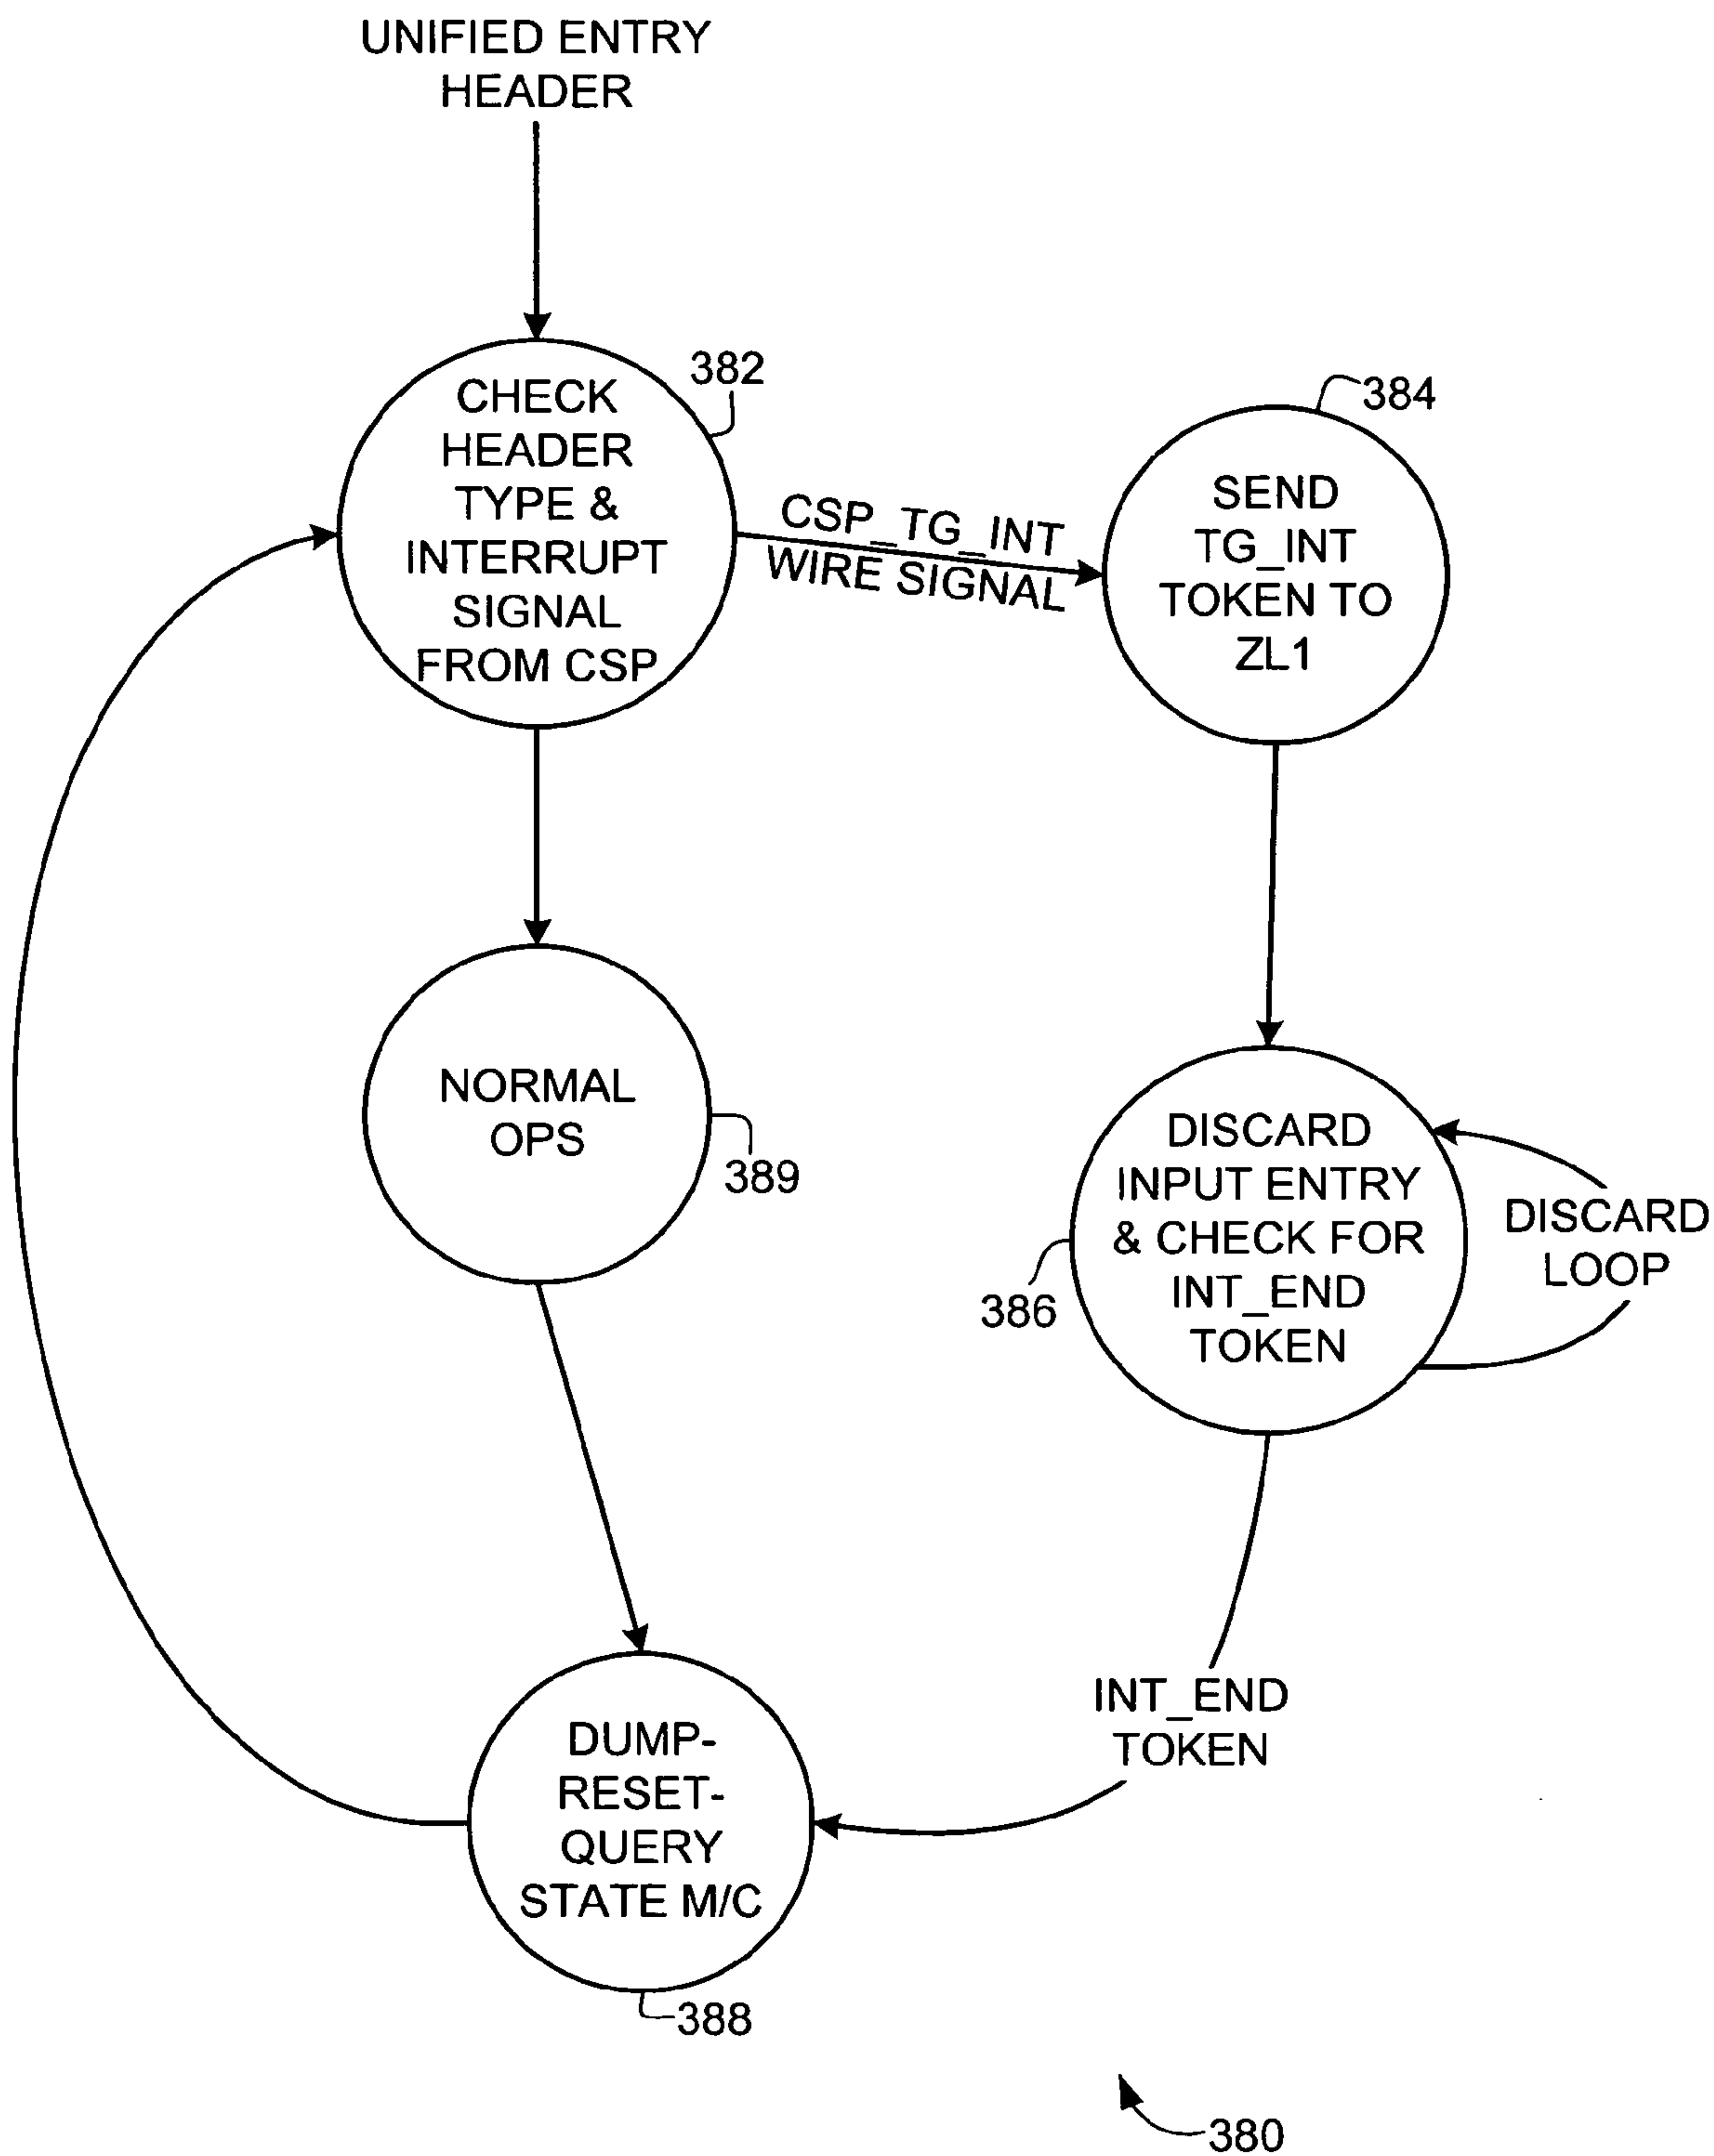 UNIFIED ENTRY
HEADER
CHECK
HEADER
TYPE &
INTERRUPT
SIGNAL
FROM CSP
382
CSP_TG_INT
WIRE SIGNAL
SEND
TG_INT
TOKEN TO
ZL1
384
NORMAL
OPS
389
DISCARD
INPUT ENTRY
& CHECK FOR
INT_END
TOKEN
386
DISCARD
LOOP
INT_END
TOKEN
DUMP-
RESET-
QUERY
STATE M/C
388
380